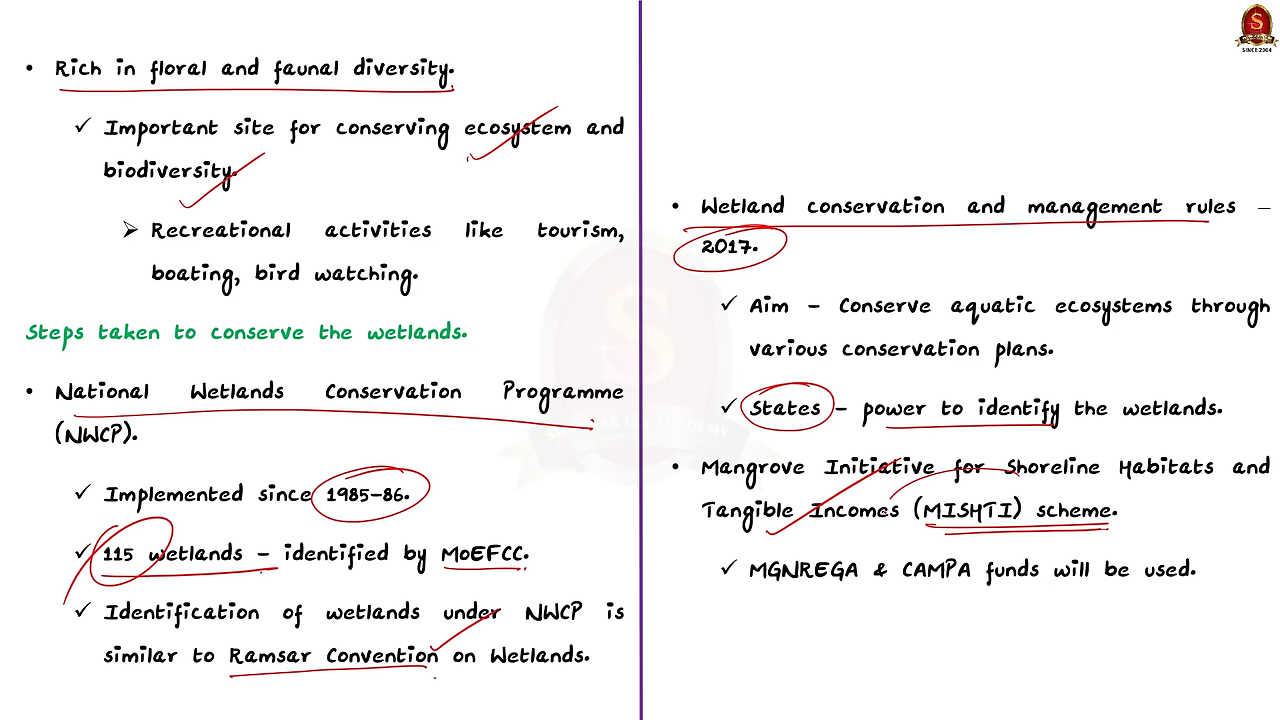 • Rich in floral and faunal diversity.
✓ Important site for conserving ecosystem and
biodiversity.
➢ Recreational activities like tourism,
boating, bird watching.
Steps taken to conserve the wetlands.
• National Wetlands Conservation Programme
(NWCP).
✓ Implemented since 1985-86.
✓ 115 wetlands – identified by MoEFCC.
✓ Identification of wetlands under NWCP is
similar to Ramsar Convention on Wetlands.
• Wetland conservation and management rules –
2017.
✓ Aim – Conserve aquatic ecosystems through
various conservation plans.
✓ States – power to identify the wetlands.
• Mangrove Initiative for Shoreline Habitats and
Tangible Incomes (MISHTI) scheme.
✓ MGNREGA & CAMPA funds will be used.
S
SINCE 2004